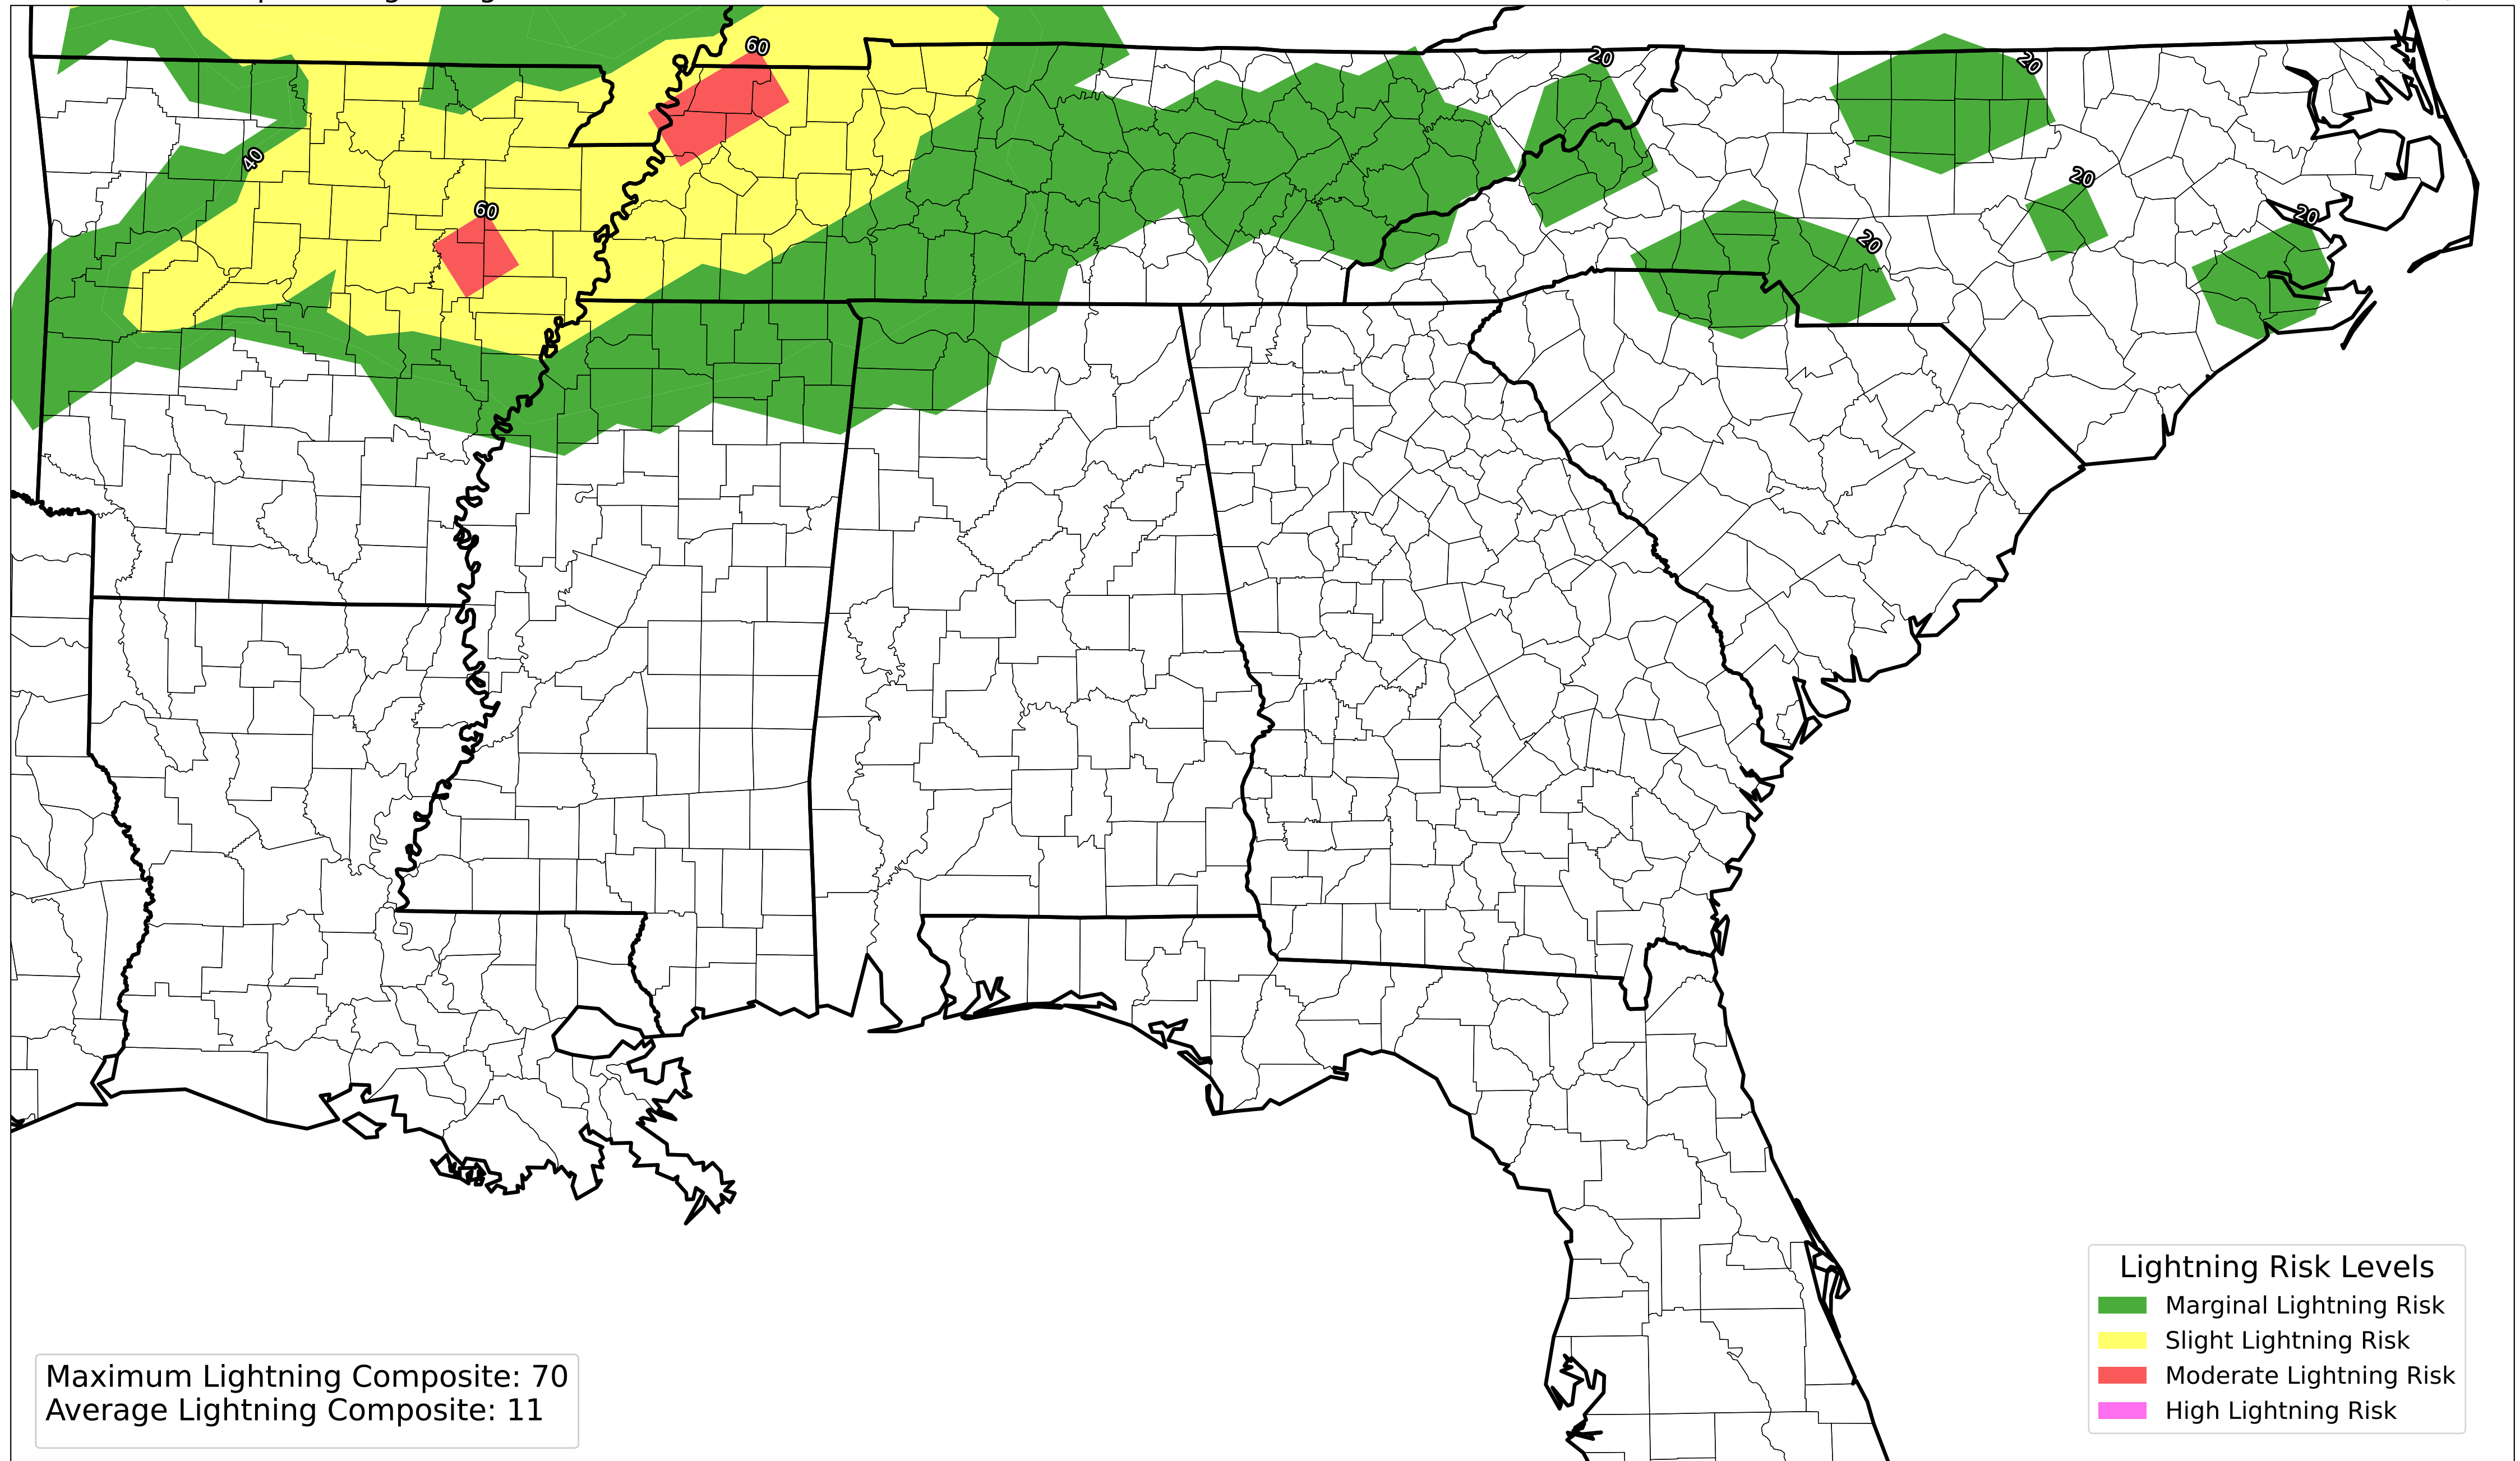 60
20
20
40
20
60
20
20
Lightning Risk Levels
Marginal Lightning Risk
Slight Lightning Risk
Moderate Lightning Risk
High Lightning Risk
Maximum Lightning Composite: 70
Average Lightning Composite: 11